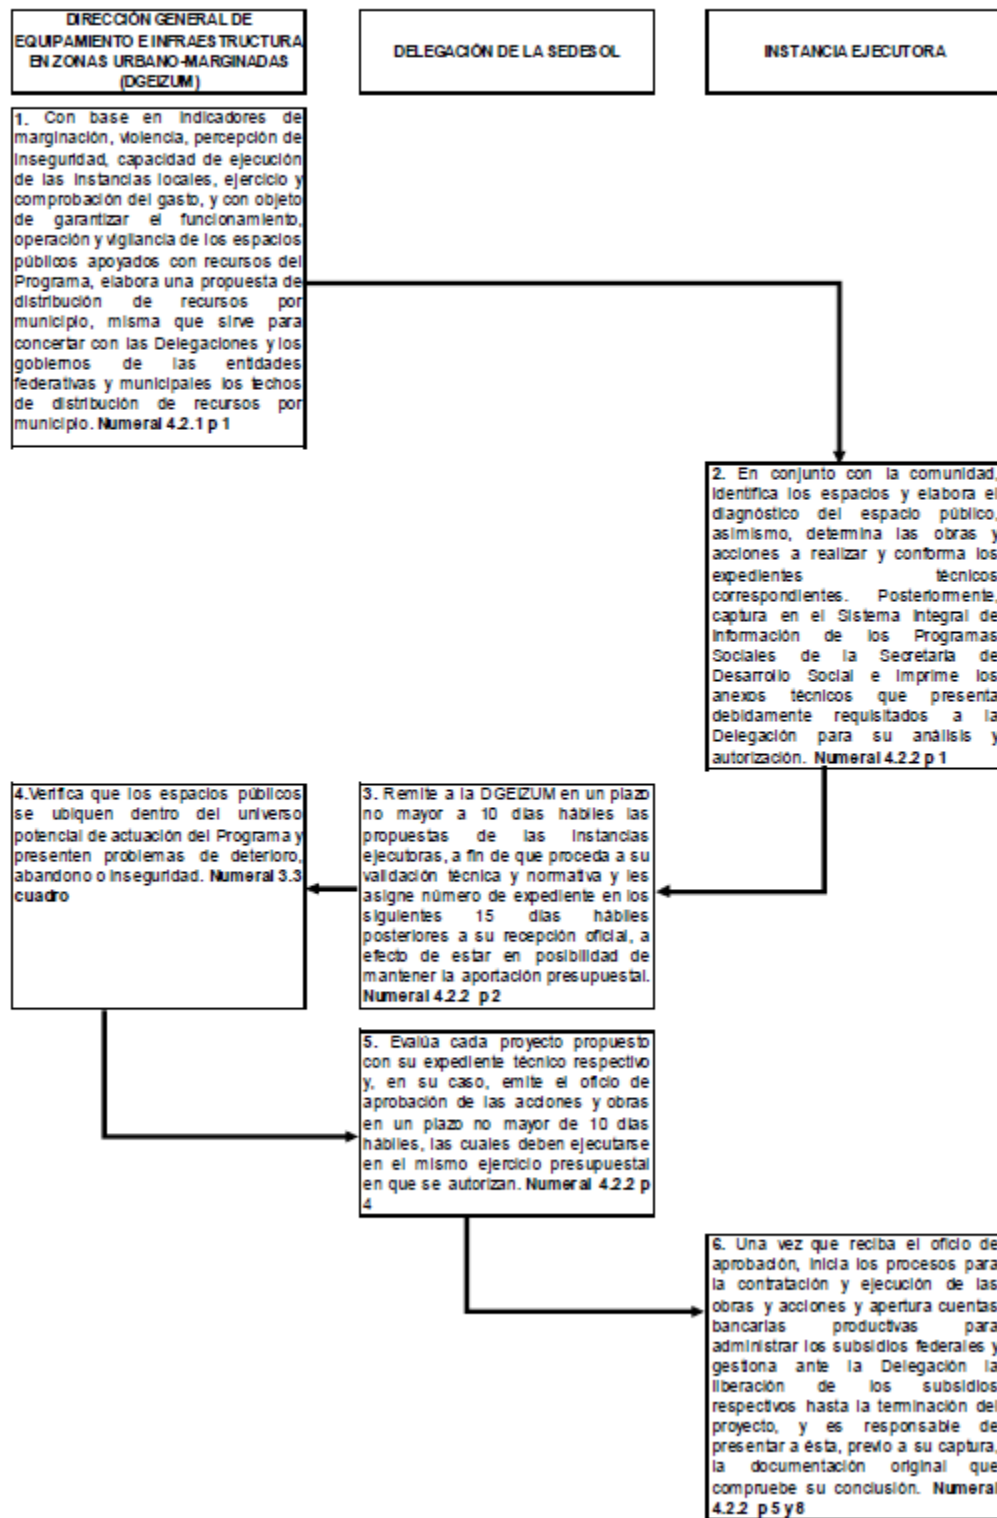 DIRECCIÓN GENERAL DE
EQUIPAMIENTO E INFRAESTRUCTURA
EN ZONAS URBANO-MARGINADAS
(DGEIZUM)
DELEGACIÓN DE LA SEDESOL
INSTANCIA EJECUTORA
1. Con base en indicadores de
marginación, violencia, percepción de
inseguridad, capacidad de ejecución
de las instancias locales, ejercicio y
comprobación del gasto, y con objeto
de garantizar el funcionamiento,
operación y vigilancia de los espacios
públicos apoyados con recursos del
Programa, elabora una propuesta de
distribución de recursos por
municipio, misma que sirve para
concertar con las Delegaciones y los
gobiernos de las entidades
federativas y municipales los techos
de distribución de recursos por
municipio. Numeral 4.2.1 p 1
2. En conjunto con la comunidad,
identifica los espacios y elabora el
diagnóstico del espacio público,
asimismo, determina las obras y
acciones a realizar y conforma los
expedientes técnicos
correspondientes. Posteriormente,
captura en el Sistema Integral de
Información de los Programas
Sociales de la Secretaría de
Desarrollo Social e imprime los
anexos técnicos que presenta
debidamente requisitados a la
Delegación para su análisis y
autorización. Numeral 4.2.2 p 1
3. Remite a la DGEIZUM en un plazo
no mayor a 10 días hábiles las
propuestas de las instancias
ejecutoras, a fin de que proceda a su
validación técnica y normativa y les
asigne número de expediente en los
siguientes 15 días hábiles
posteriores a su recepción oficial, a
efecto de estar en posibilidad de
mantener la aportación presupuestal.
Numeral 4.2.2 p 2
4.Verifica que los espacios públicos
se ubiquen dentro del universo
potencial de actuación del Programa y
presenten problemas de deterioro,
abandono o inseguridad. Numeral 3.3
cuadro
5. Evalúa cada proyecto propuesto
con su expediente técnico respectivo
y, en su caso, emite el oficio de
aprobación de las acciones y obras
en un plazo no mayor de 10 días
hábiles, las cuales deben ejecutarse
en el mismo ejercicio presupuestal
en que se autorizan. Numeral 4.2.2 p
4
6. Una vez que reciba el oficio de
aprobación, inicia los procesos para
la contratación y ejecución de las
obras y acciones y apertura cuentas
bancarias productivas para
administrar los subsidios federales y
gestiona ante la Delegación la
liberación de los subsidios
respectivos hasta la terminación del
proyecto, y es responsable de
presentar a ésta, previo a su captura,
la documentación original que
compruebe su conclusión. Numeral
4.2.2 p 5 y 8